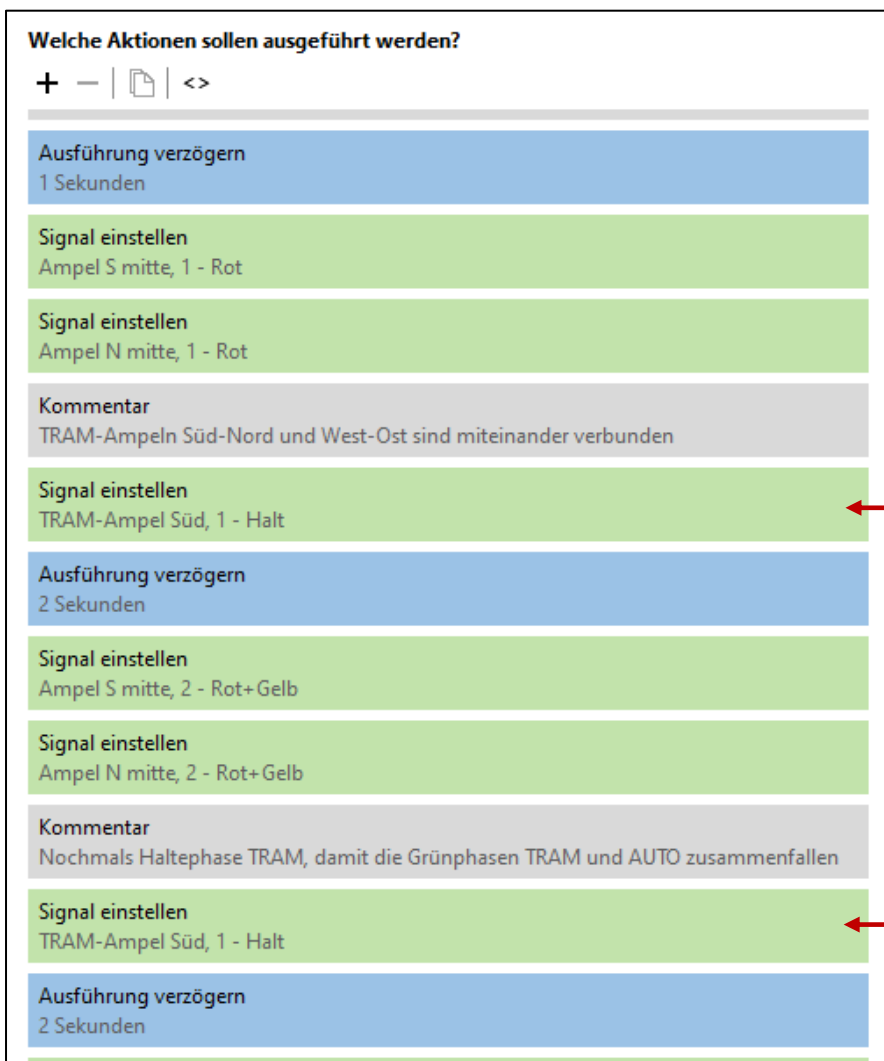 Welche Aktionen sollen ausgeführt werden?
+ − <>
Ausführung verzögern
1 Sekunden
Signal einstellen
Ampel S mitte, 1 - Rot
Signal einstellen
Ampel N mitte, 1 - Rot
Kommentar
TRAM-Ampeln Süd-Nord und West-Ost sind miteinander verbunden
Signal einstellen
TRAM-Ampel Süd, 1 - Halt
Ausführung verzögern
2 Sekunden
Signal einstellen
Ampel S mitte, 2 - Rot+Gelb
Signal einstellen
Ampel N mitte, 2 - Rot+Gelb
Kommentar
Nochmals Haltephase TRAM, damit die Grünphasen TRAM und AUTO zusammenfallen
Signal einstellen
TRAM-Ampel Süd, 1 - Halt
Ausführung verzögern
2 Sekunden